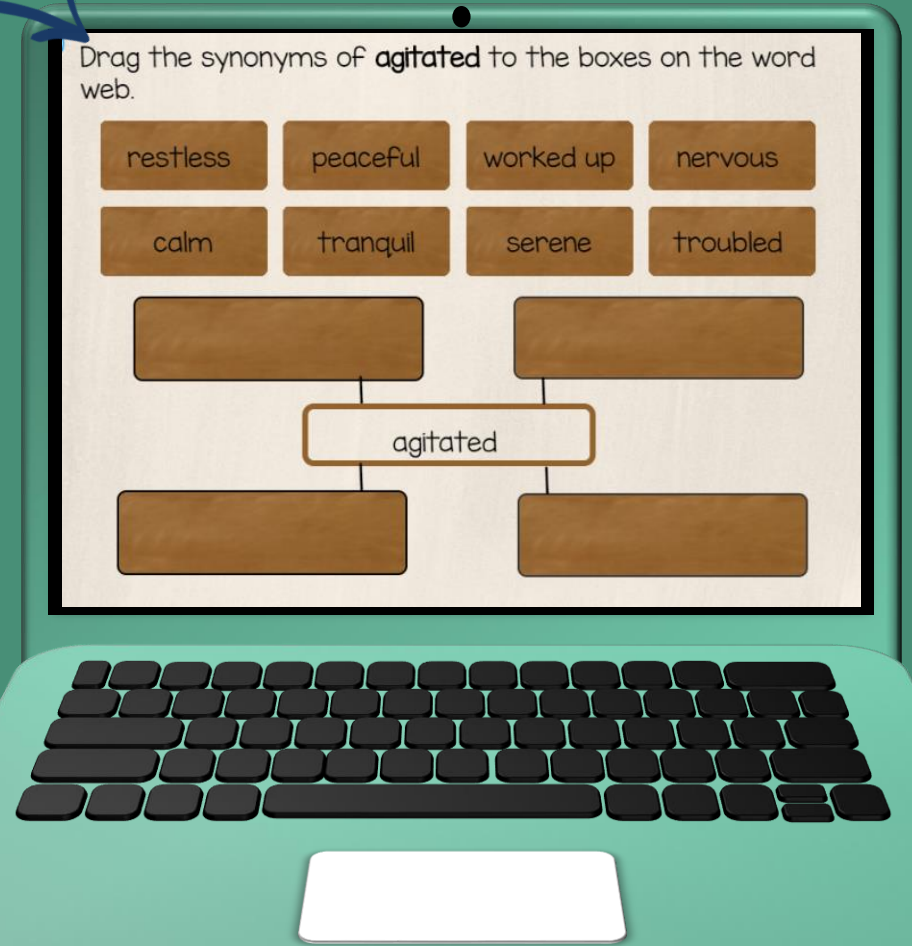 Drag the synonyms of agitated to the boxes on the word
web.
restless peaceful worked up nervous
calm tranquil serene troubled
agitated